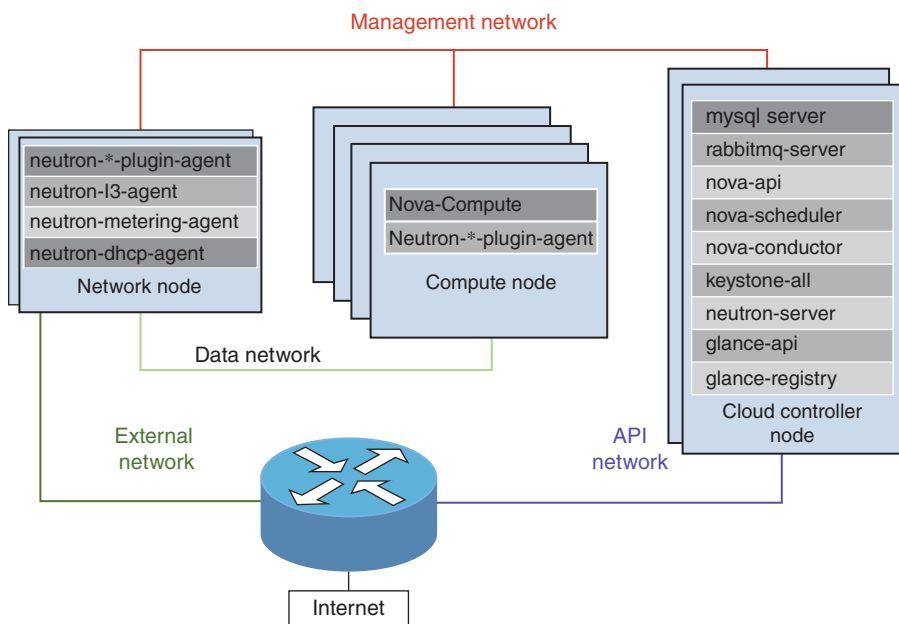 Management network
neutron-*-plugin-agent
neutron-I3-agent
neutron-metering-agent
neutron-dhcp-agent
Network node
Nova-Compute
Neutron-*-plugin-agent
Compute node
mysql server
rabbitmq-server
nova-api
nova-scheduler
nova-conductor
keystone-all
neutron-server
glance-api
glance-registry
Cloud controller
node
Data network
External
network
API
network
Internet